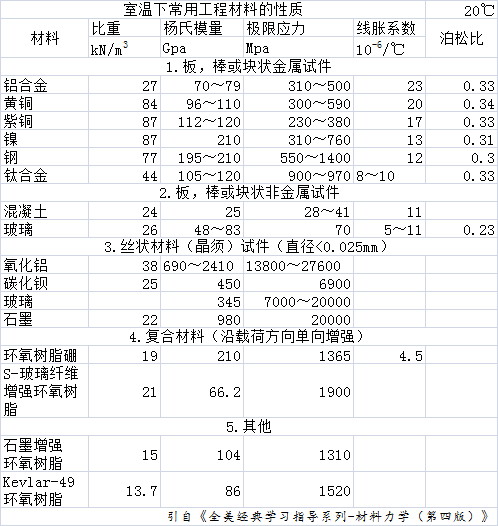 室温下常用工程材料的性质 20℃
材料 比重 kN/m³ 杨氏模量 Gpa 极限应力 Mpa 线胀系数 10⁻⁶/℃ 泊松比
1.板，棒或块状金属试件
铝合金 27 70～79 310～500 23 0.33
黄铜 84 96～110 300～590 20 0.34
紫铜 87 112～120 230～380 17 0.33
镍 87 210 310～760 13 0.31
钢 77 195～210 550～1400 12 0.3
钛合金 44 105～120 900～970 8～10 0.33
2.板，棒或块状非金属试件
混凝土 24 25 28～41 11
玻璃 26 48～83 70 5～11 0.23
3.丝状材料（晶须）试件（直径<0.025mm）
氧化铝 38 690～2410 13800～27600
碳化钡 25 450 6900
玻璃 345 7000～20000
石墨 22 980 20000
4.复合材料（沿载荷方向单向增强）
环氧树脂硼 19 210 1365 4.5
S-玻璃纤维
增强环氧树
脂 21 66.2 1900
5.其他
石墨增强
环氧树脂 15 104 1310
Kevlar-49
环氧树脂 13.7 86 1520
引自《全美经典学习指导系列-材料力学（第四版）》